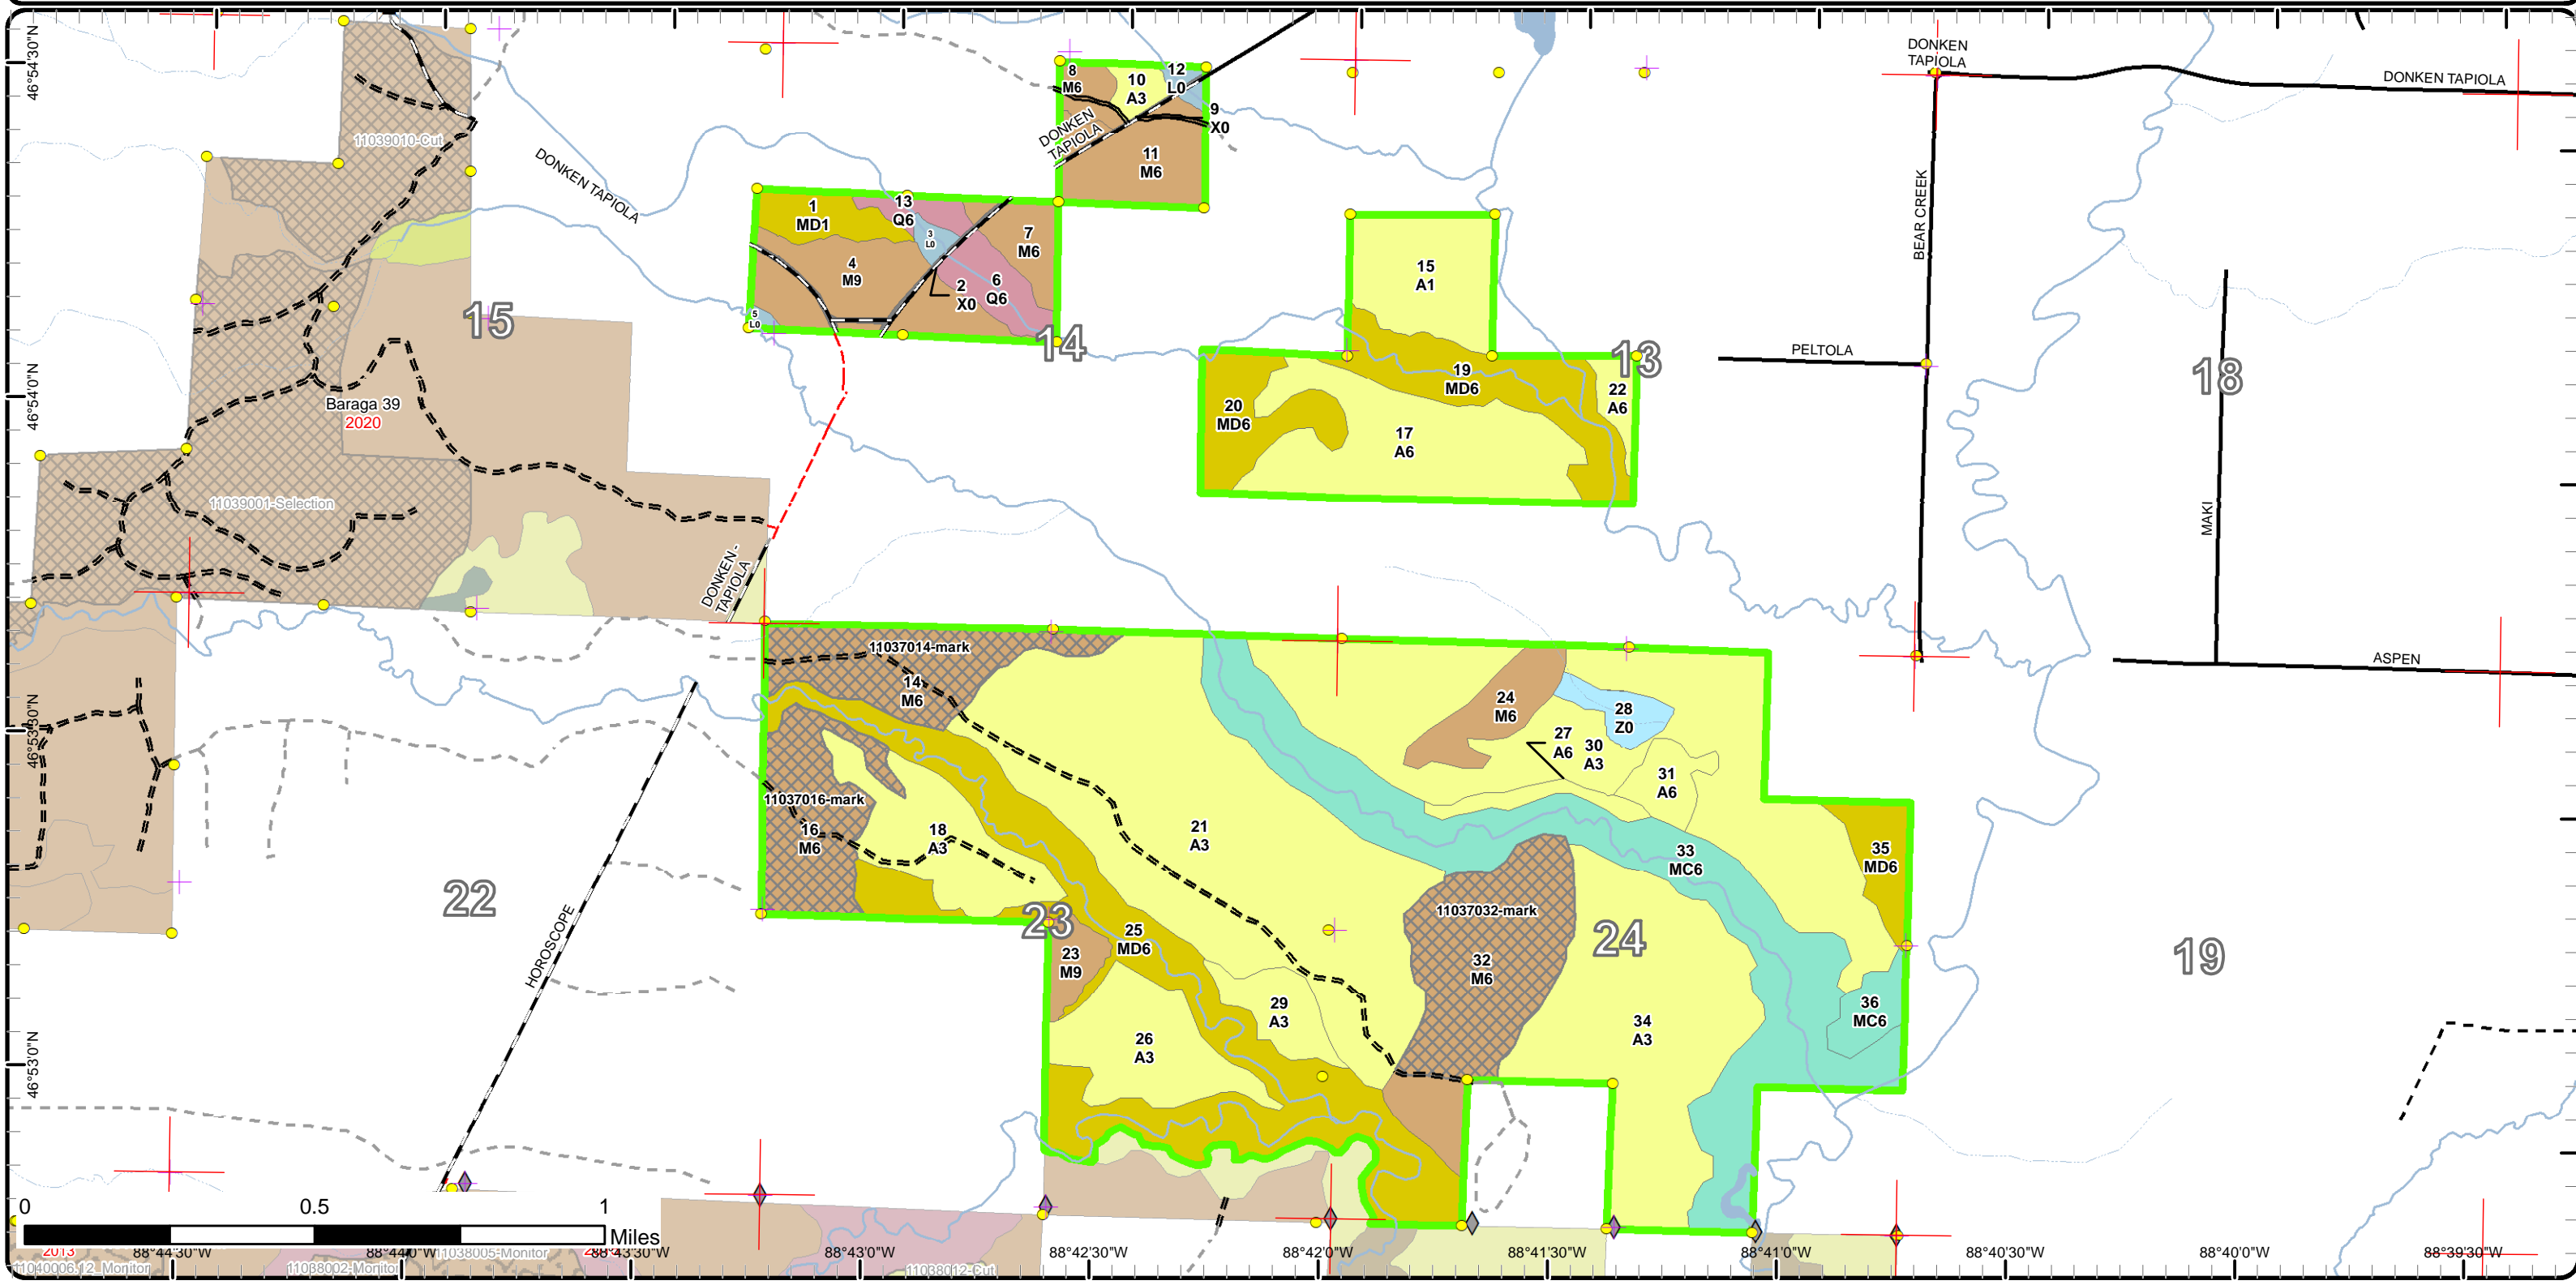 DONKEN
TAPIOLA
DONKEN TAPIOLA
46°54'30"N
8
M6
10
A3
12
L0
9
X0
DONKEN
TAPIOLA
11
M6
11039010-Cut
DONKEN TAPIOLA
BEAR CREEK
1
MD1
13
Q6
3
L0
7
M6
4
M9
6
Q6
2
X0
5
L0
15
14
15
A1
13
18
PELTOLA
19
MD6
22
A6
20
MD6
17
A6
46°54'0"N
Baraga 39
2020
11039001-Selection
MAKI
DONKEN -
TAPIOLA
ASPEN
11037014-mark
14
M6
46°53'30"N
24
M6
28
Z0
27
A6
30
A3
31
A6
11037016-mark
16
M6
18
A3
21
A3
33
MC6
35
MD6
22
HOROSCOPE
23
25
MD6
11037032-mark
24
19
23
M9
32
M6
29
A3
36
MC6
26
A3
34
A3
46°53'0"N
0
0.5
1
Miles
2013
88°44'30"W
88°44'0"W
11038005-Monitor
88°43'30"W
88°43'0"W
88°42'30"W
88°42'0"W
88°41'30"W
88°41'0"W
88°40'30"W
88°40'0"W
88°39'30"W
11040006,12_Monitor
11038002-Monitor
11038012-Cut